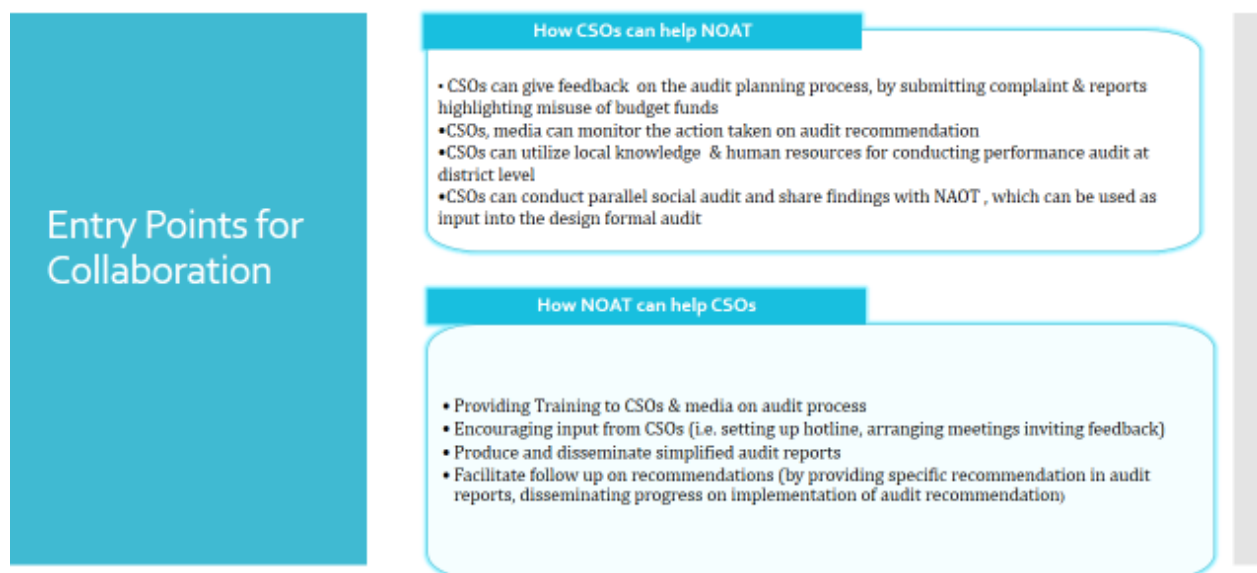 Entry Points for
Collaboration
How CSOs can help NOAT
• CSOs can give feedback on the audit planning process, by submitting complaint & reports
highlighting misuse of budget funds
•CSOs, media can monitor the action taken on audit recommendation
•CSOs can utilize local knowledge & human resources for conducting performance audit at
district level
•CSOs can conduct parallel social audit and share findings with NAOT , which can be used as
input into the design formal audit
How NOAT can help CSOs
• Providing Training to CSOs & media on audit process
• Encouraging input from CSOs (i.e. setting up hotline, arranging meetings inviting feedback)
• Produce and disseminate simplified audit reports
• Facilitate follow up on recommendations (by providing specific recommendation in audit
reports, disseminating progress on implementation of audit recommendation)